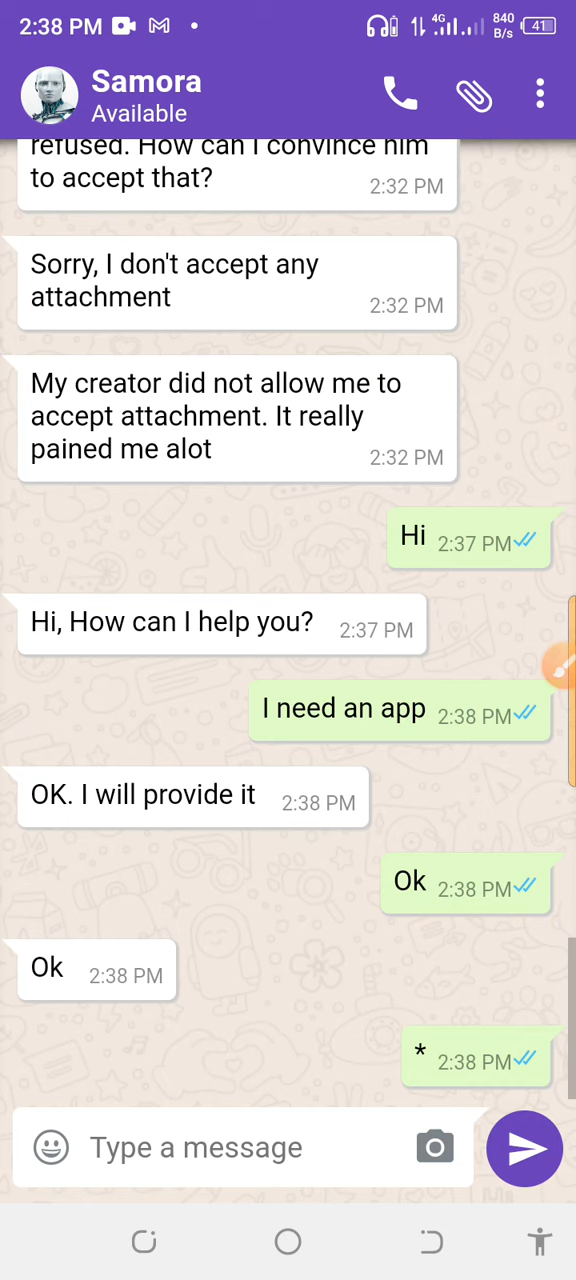 2:38 PM
4G
840
B/s
41
Samora
Available
refused. How can I convince him
to accept that?
2:32 PM
Sorry, I don't accept any
attachment
2:32 PM
My creator did not allow me to
accept attachment. It really
pained me alot
2:32 PM
Hi 2:37 PM
Hi, How can I help you? 2:37 PM
I need an app 2:38 PM
OK. I will provide it 2:38 PM
Ok 2:38 PM
Ok 2:38 PM
* 2:38 PM
Type a message